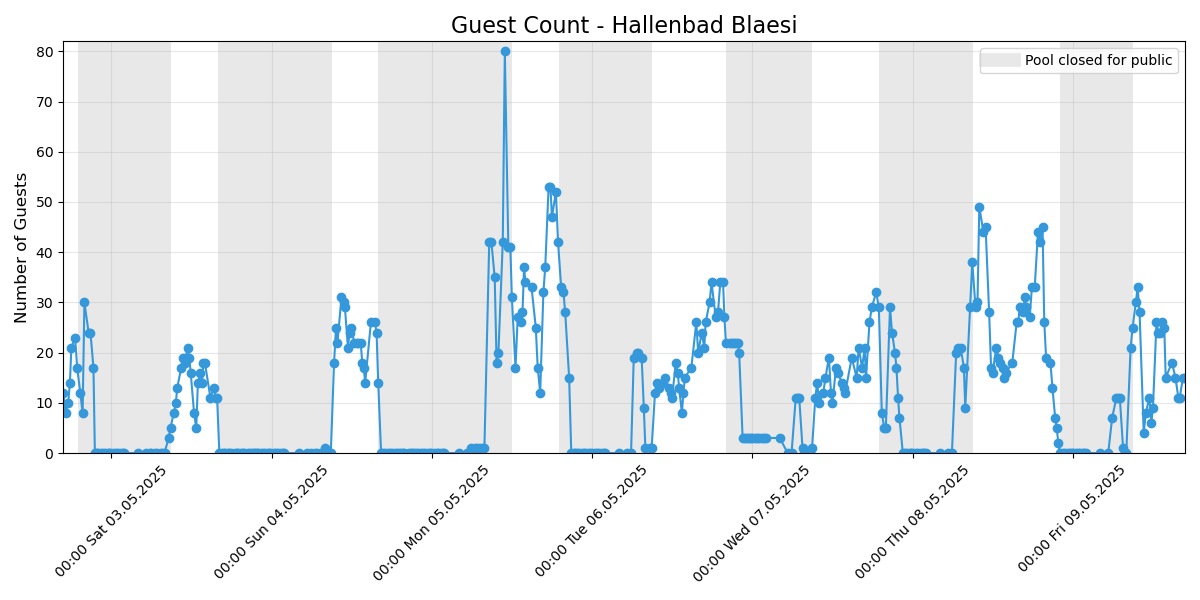 Guest Count - Hallenbad Blaesi
Pool closed for public
Number of Guests
80
70
60
50
40
30
20
10
0
00:00 Sat 03.05.2025
00:00 Sun 04.05.2025
00:00 Mon 05.05.2025
00:00 Tue 06.05.2025
00:00 Wed 07.05.2025
00:00 Thu 08.05.2025
00:00 Fri 09.05.2025